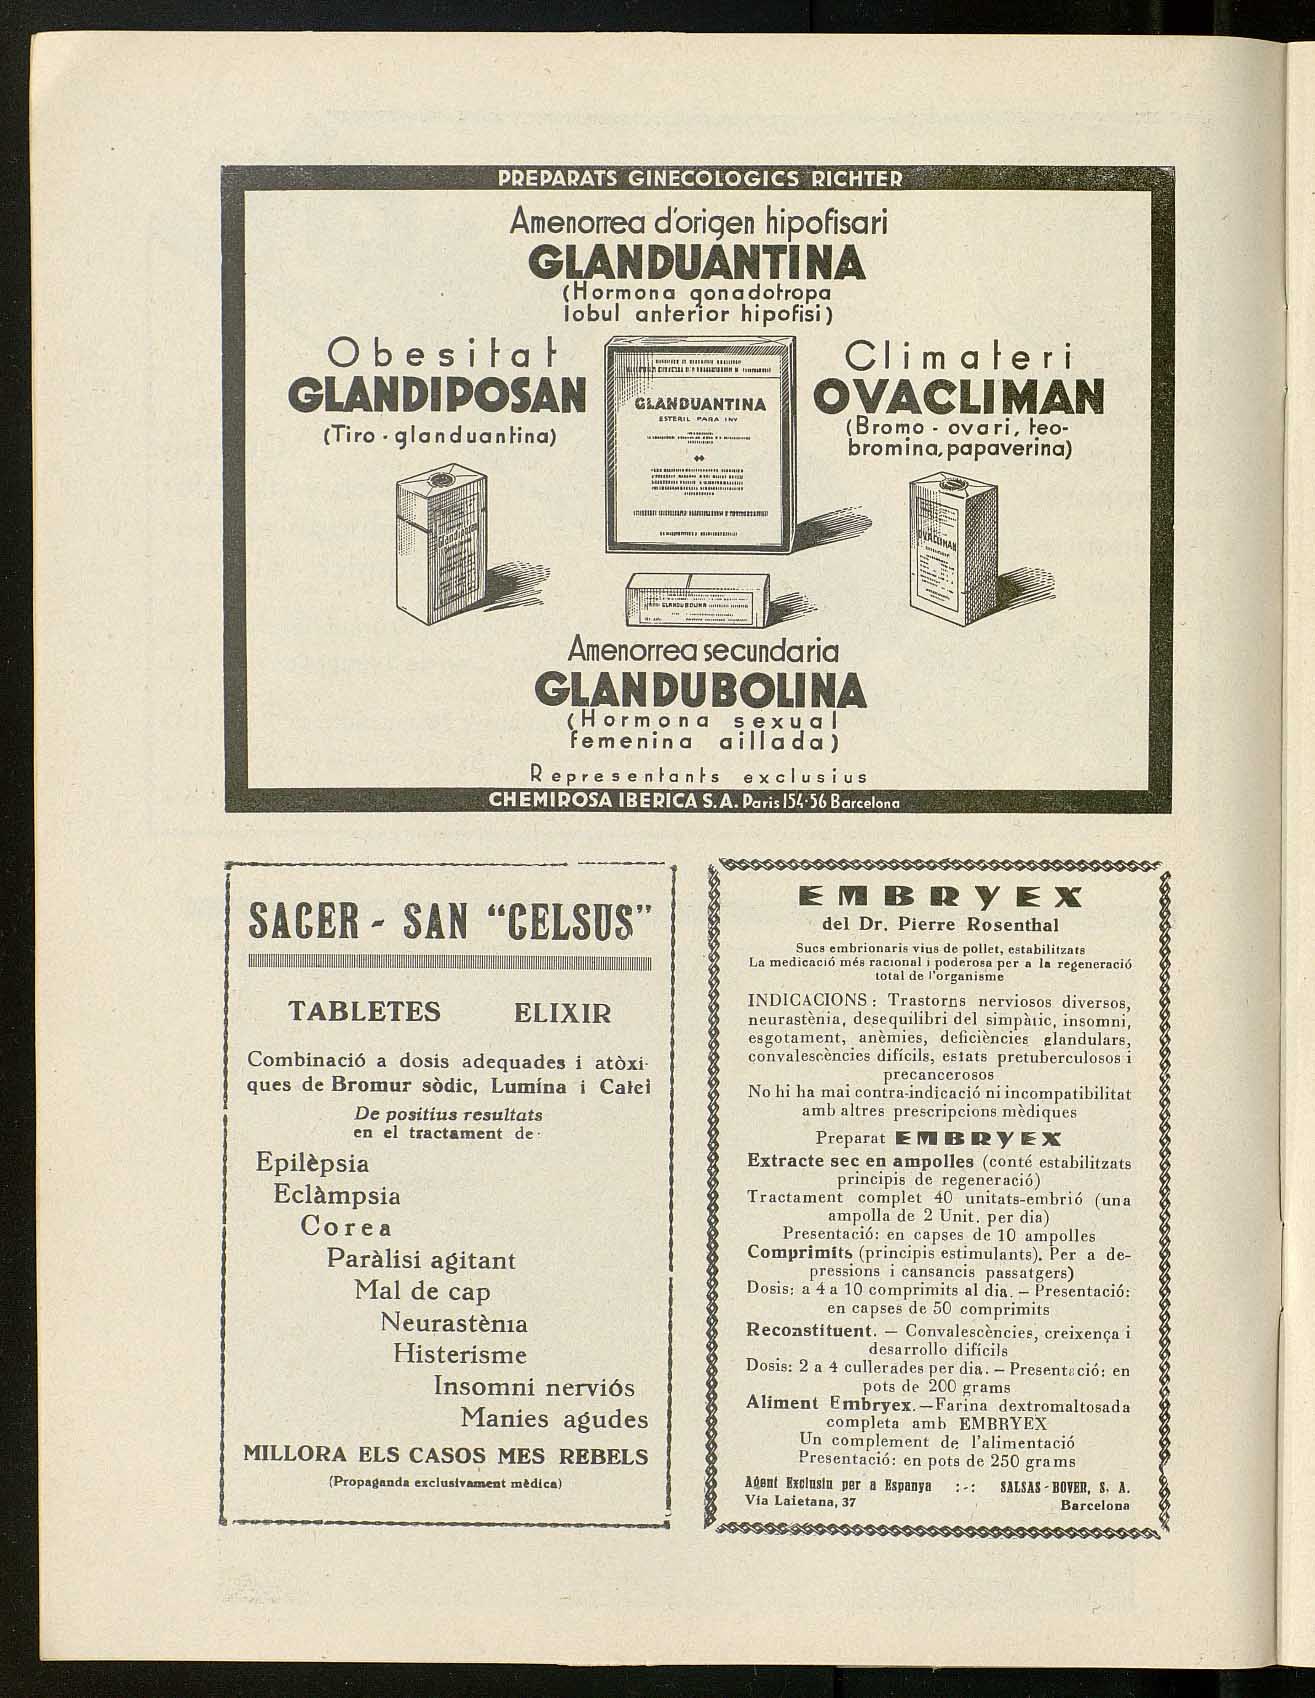 PREPARATS GINECOLOGICS RICHTER
Amenorrea d'origen hipofisari
GLANDUANTINA
(Hormona gonadotropa
lobul anterior hipofisi)
Obesitat
GLANDIPOSAN
(Tiro-glanduantina)
GLANDUANTINA
ESTERIL PARA INY
Climateri
OVACLIMAN
(Bromo - ovari, teo-
bromina, papaverina)
Glandiposan
OVACLIMAN
GLANDUBOLINA
Amenorrea secundaria
GLANDUBOLINA
(Hormona sexual
femenina aillada)
Representants exclusius
CHEMIROSA IBERICA S.A. Paris 154-56 Barcelona
SACER - SAN "CELSUS"
TABLETES ELIXIR
Combinació a dosis adequades i atòxi-
ques de Bromur sòdic, Lumína i Calci
De positius resultats
en el tractament de
Epilèpsia
Eclàmpsia
Corea
Paràlisi agitant
Mal de cap
Neurastènia
Histerisme
Insomni nerviós
Manies agudes
MILLORA ELS CASOS MES REBELS
(Propaganda exclusivament mèdica)
EMBRYEX
del Dr. Pierre Rosenthal
Sucs embrionaris vius de pollet, estabilitzats
La medicació més racional i poderosa per a la regeneració
total de l'organisme
INDICACIONS: Trastorns nerviosos diversos,
neurastènia, desequilibri del simpàtic, insomni,
esgotament, anèmies, deficiències glandulars,
convalescències difícils, estats pretuberculosos i
precancerosos
No hi ha mai contra-indicació ni incompatibilitat
amb altres prescripcions mèdiques
Preparat EMBRYEX
Extracte sec en ampolles (conté estabilitzats
principis de regeneració)
Tractament complet 40 unitats-embrió (una
ampolla de 2 Unit. per dia)
Presentació: en capses de 10 ampolles
Comprimits (principis estimulants). Per a de-
pressions i cansancis passatgers)
Dosis: a 4 a 10 comprimits al dia. — Presentació:
en capses de 50 comprimits
Reconstituent. — Convalescències, creixença i
desarrollo difícils
Dosis: 2 a 4 cullerades per dia. — Presentació: en
pots de 200 grams
Aliment Embryex. — Farina dextromaltosada
completa amb EMBRYEX
Un complement de l'alimentació
Presentació: en pots de 250 grams
Agent Exclusiu per a Espanya :-: SALSAS-BOVER, S. A.
Via Laietana, 37 Barcelona